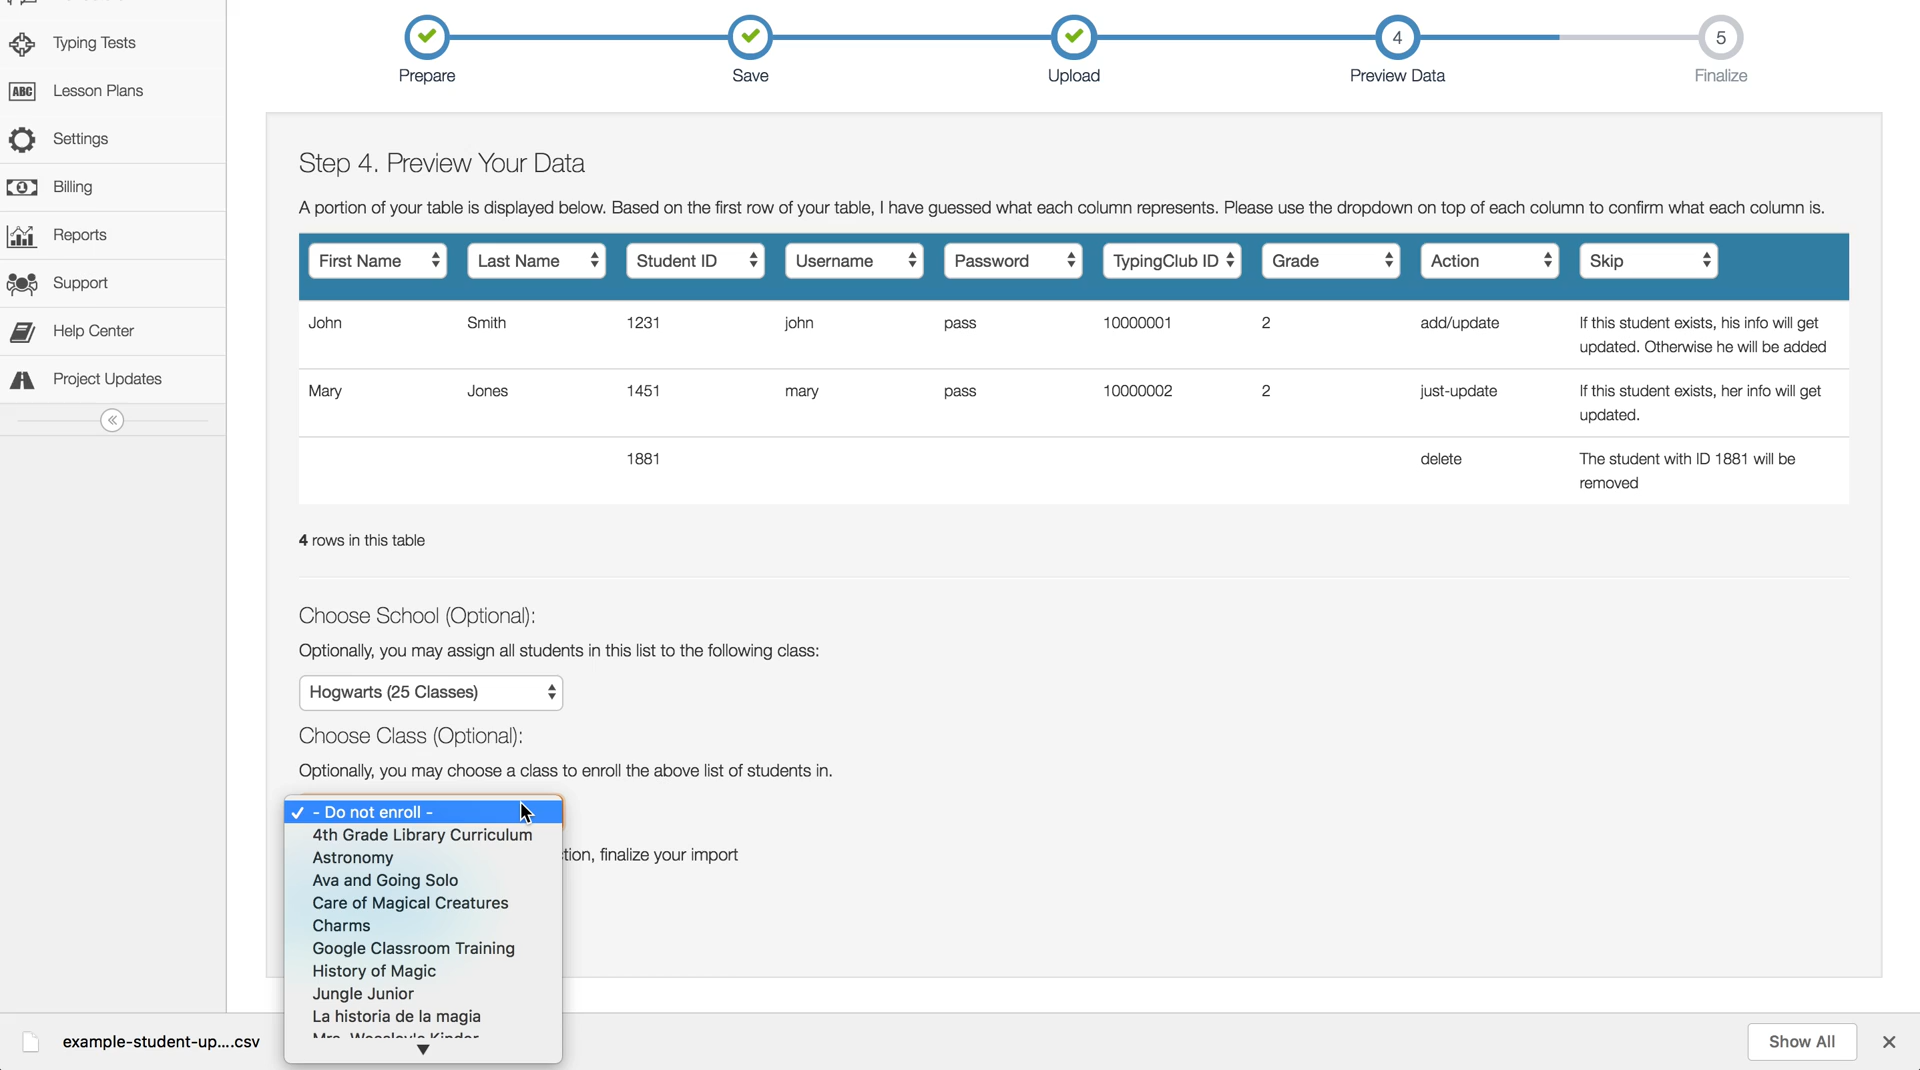 Typing Tests
Lesson Plans
Settings
Billing
Reports
Support
Help Center
Project Updates
ABC
Prepare
Save
Upload
4
Preview Data
5
Finalize
Step 4. Preview Your Data
A portion of your table is displayed below. Based on the first row of your table, I have guessed what each column represents. Please use the dropdown on top of each column to confirm what each column is.
First Name Last Name Student ID Username Password TypingClub ID Grade Action Skip
John Smith 1231 john pass 10000001 2 add/update If this student exists, his info will get
updated. Otherwise he will be added
Mary Jones 1451 mary pass 10000002 2 just-update If this student exists, her info will get
updated.
1881 delete The student with ID 1881 will be
removed
4 rows in this table
Choose School (Optional):
Optionally, you may assign all students in this list to the following class:
Hogwarts (25 Classes)
Choose Class (Optional):
Optionally, you may choose a class to enroll the above list of students in.
- Do not enroll -
4th Grade Library Curriculum
Astronomy
Ava and Going Solo
Care of Magical Creatures
Charms
Google Classroom Training
History of Magic
Jungle Junior
La historia de la magia
tion, finalize your import
example-student-up....csv
Show All